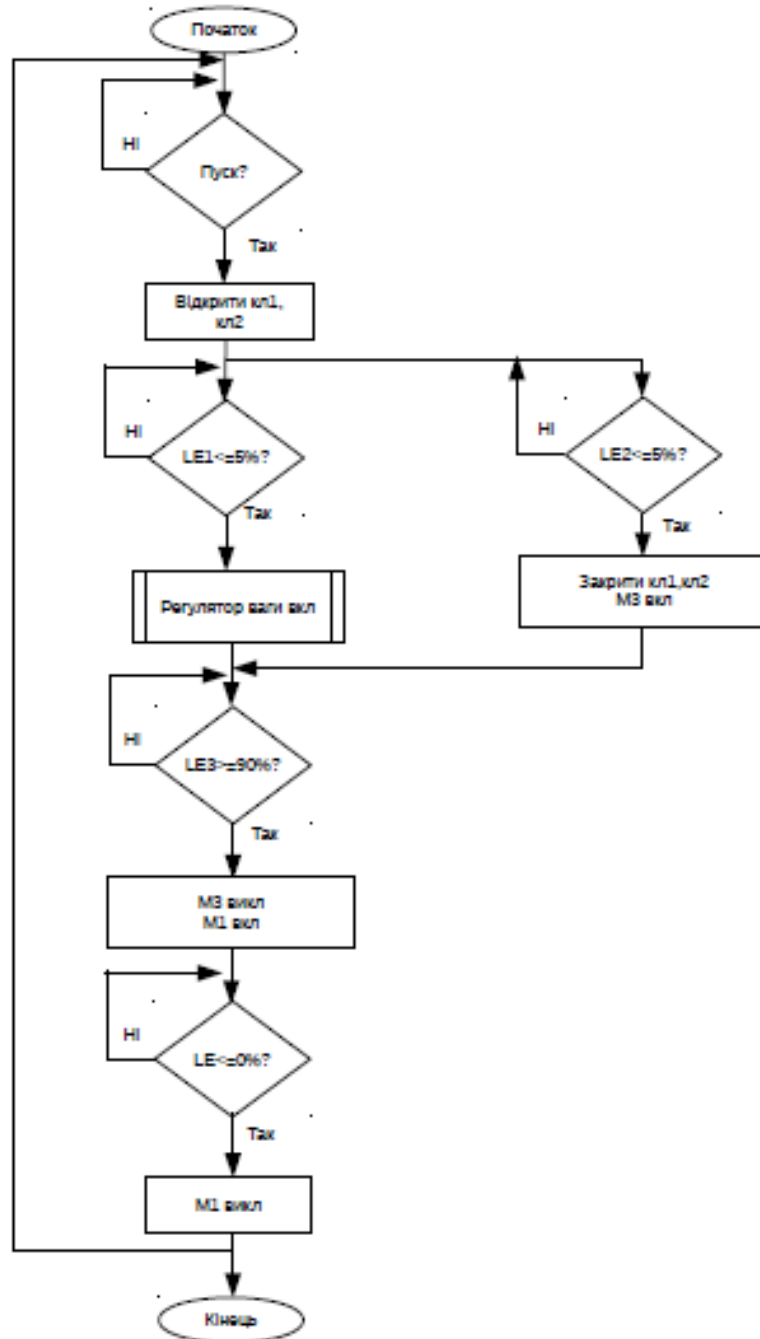 Початок
НІ
Пуск?
Так
Відкрити кл1,
кл2
НІ
LE1<=5%?
НІ
LE2<=5%?
Так
Так
Закрити кл1,кл2
М3 вкл
Регулятор ваги вкл
НІ
LE3>=90%?
Так
М3 викл
М1 вкл
НІ
LE<=0%?
Так
М1 викл
Кінець